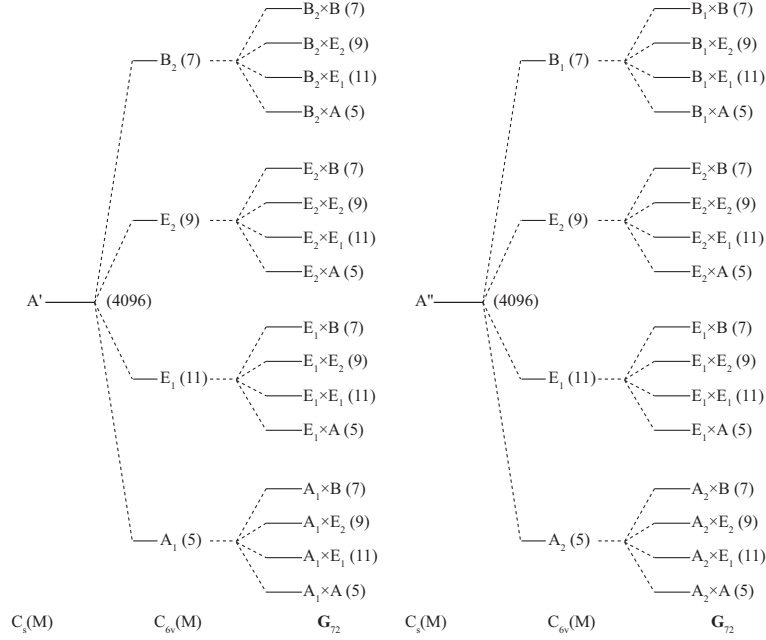 B₂×B (7)
B₂×E₂ (9)
B₂ (7)
B₂×E₁ (11)
B₂×A (5)
E₂×B (7)
E₂×E₂ (9)
E₂ (9)
E₂×E₁ (11)
E₂×A (5)
A' (4096)
E₁×B (7)
E₁×E₂ (9)
E₁ (11)
E₁×E₁ (11)
E₁×A (5)
A₁×B (7)
A₁×E₂ (9)
A₁ (5)
A₁×E₁ (11)
A₁×A (5)
Cₛ(M) C₆ᵥ(M) G₇₂
B₁×B (7)
B₁×E₂ (9)
B₁ (7)
B₁×E₁ (11)
B₁×A (5)
E₂×B (7)
E₂×E₂ (9)
E₂ (9)
E₂×E₁ (11)
E₂×A (5)
A" (4096)
E₁×B (7)
E₁×E₂ (9)
E₁ (11)
E₁×E₁ (11)
E₁×A (5)
A₂×B (7)
A₂×E₂ (9)
A₂ (5)
A₂×E₁ (11)
A₂×A (5)
Cₛ(M) C₆ᵥ(M) G₇₂